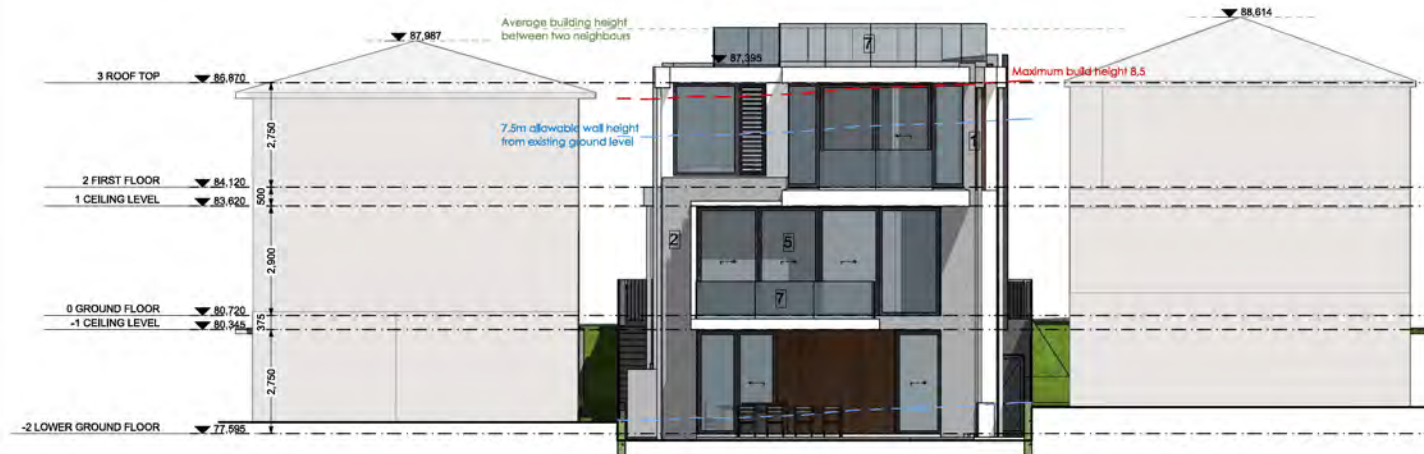 Average building height
between two neighbours
88,614
87,987
7
87,395
3 ROOF TOP 86.870
Maximum build height 8,5
2,750
7.5m allowable wall height
from existing ground level
1
2 FIRST FLOOR 84.120
500
1 CEILING LEVEL 83.620
2
5
2,900
7
0 GROUND FLOOR 80.720
375
-1 CEILING LEVEL 80.345
2,750
-2 LOWER GROUND FLOOR 77.595